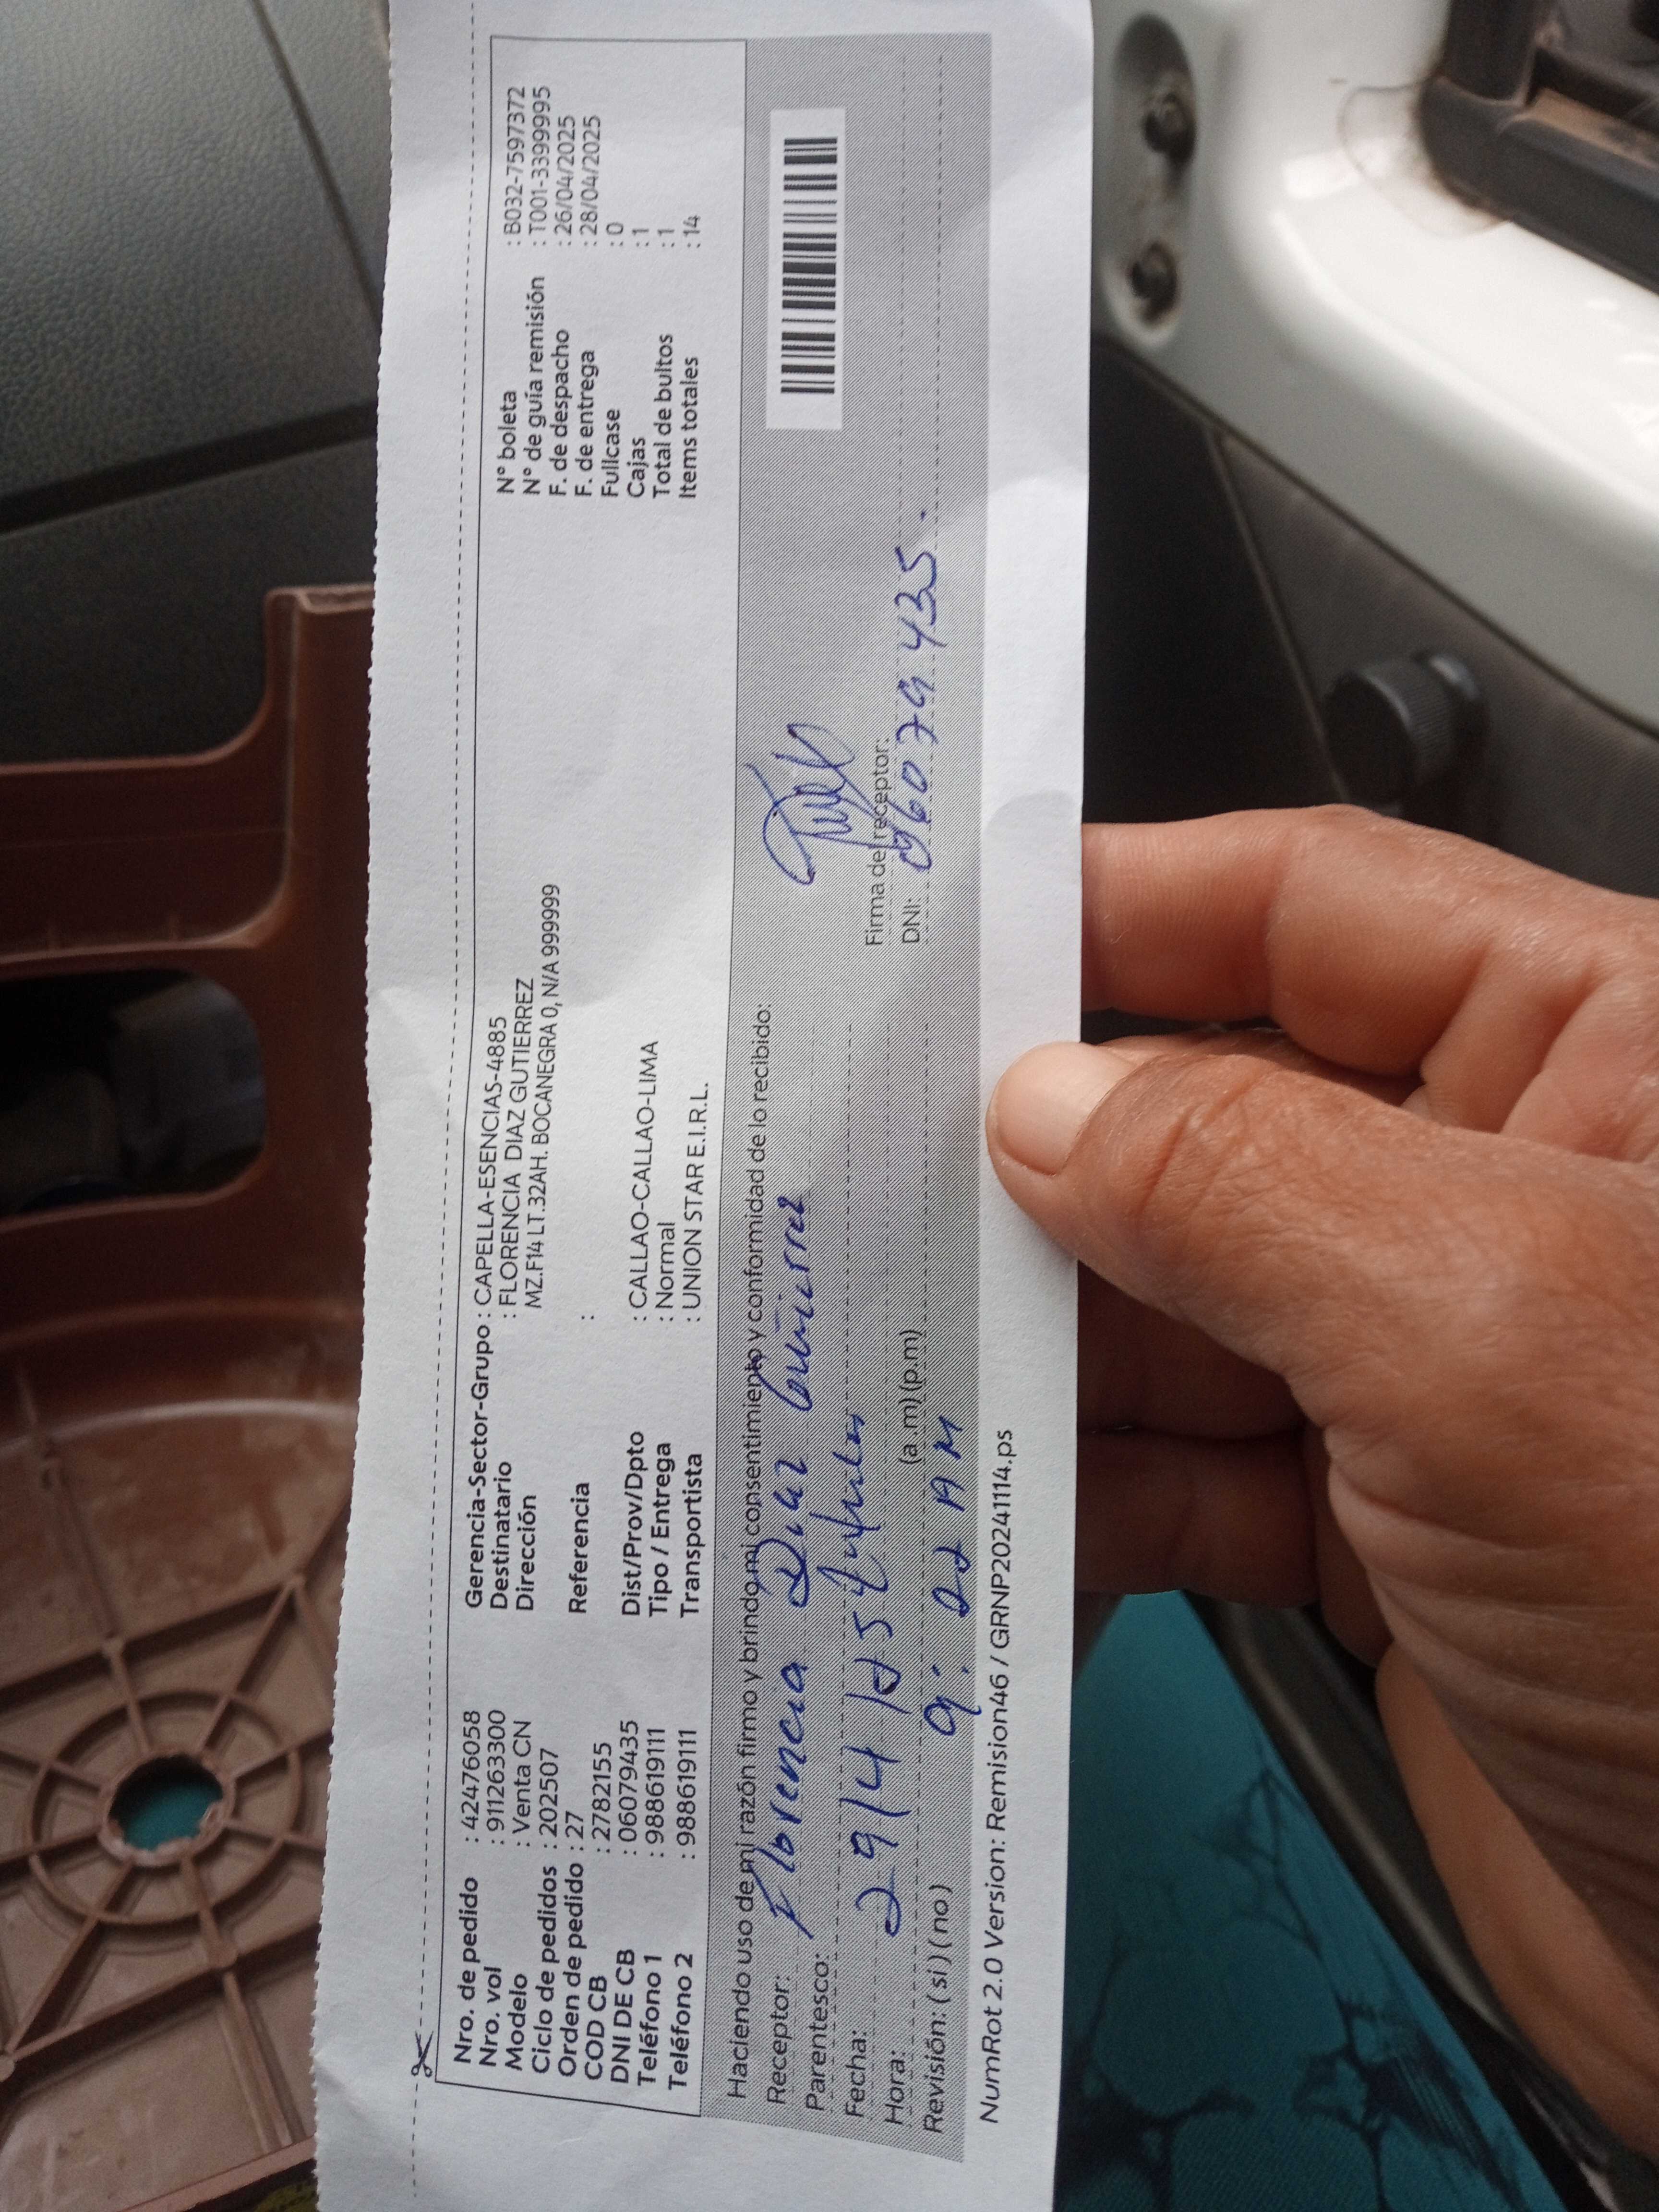 Nro. de pedido : 42476058
Nro. vol : 911263300
Modelo : Venta CN
Ciclo de pedidos : 202507
Orden de pedido : 27
COD CB : 2782155
DNI DE CB : 06079435
Teléfono 1 : 988619111
Teléfono 2 : 988619111
Gerencia-Sector-Grupo : CAPELLA-ESENCIAS-4885
Destinatario : FLORENCIA DIAZ GUTIERREZ
Dirección MZ.F14 LT.32AH. BOCANEGRA 0, N/A 999999
Referencia :
Dist/Prov/Dpto : CALLAO-CALLAO-LIMA
Tipo / Entrega : Normal
Transportista : UNION STAR E.I.R.L.
N° boleta : B032-7597372
N° de guía remisión : T001-3399995
F. de despacho : 26/04/2025
F. de entrega : 28/04/2025
Fullcase : 0
Cajas : 1
Total de bultos : 1
Items totales : 14
Haciendo uso de mi razón firmo y brindo mi consentimiento y conformidad de lo recibido:
Receptor: Florencia Diaz
Parentesco:
Fecha: 29/4/25
Hora: 9:22 AM (a .m) (p.m)
Revisión: (si) (no)
Firma del receptor:
DNI: 06079435.
NumRot 2.0 Version: Remision46 / GRNP20241114.ps